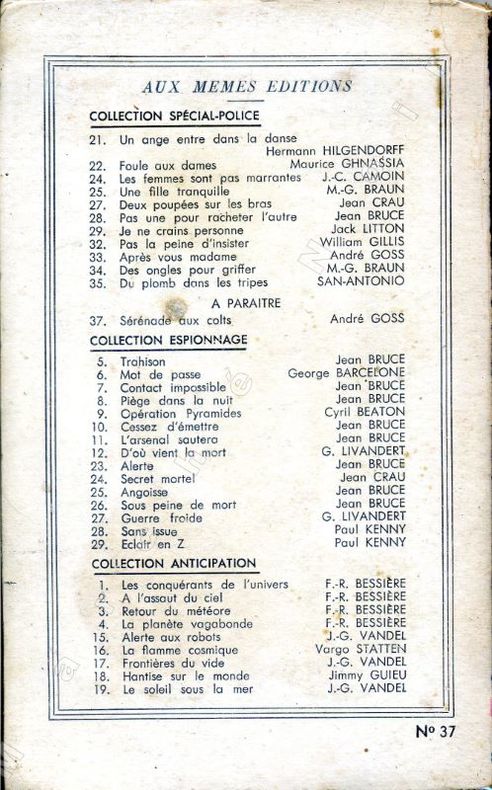 AUX MEMES EDITIONS
COLLECTION SPÉCIAL-POLICE
21. Un ange entre dans la danse
Hermann HILGENDORFF
22. Foule aux dames Maurice GHNASSIA
24. Les femmes sont pas marrantes J.-C. CAMOIN
25. Une fille tranquille M.-G. BRAUN
27. Deux poupées sur les bras Jean CRAU
28. Pas une pour racheter l'autre Jean BRUCE
29. Je ne crains personne Jack LITTON
32. Pas la peine d'insister William GILLIS
33. Après vous madame André GOSS
34. Des ongles pour griffer M.-G. BRAUN
35. Du plomb dans les tripes SAN-ANTONIO
A PARAITRE
37. Sérénade aux colts André GOSS
COLLECTION ESPIONNAGE
5. Trahison Jean BRUCE
6. Mot de passe George BARCELONE
7. Contact impossible Jean BRUCE
8. Piège dans la nuit Jean BRUCE
9. Opération Pyramides Cyril BEATON
10. Cessez d'émettre Jean BRUCE
11. L'arsenal sautera Jean BRUCE
12. D'où vient la mort G. LIVANDERT
23. Alerte Jean BRUCE
24. Secret mortel Jean CRAU
25. Angoisse Jean BRUCE
26. Sous peine de mort Jean BRUCE
27. Guerre froide G. LIVANDERT
28. Sans issue Paul KENNY
29. Eclair en Z Paul KENNY
COLLECTION ANTICIPATION
1. Les conquérants de l'univers F.-R. BESSIÈRE
2. A l'assaut du ciel F.-R. BESSIÈRE
3. Retour du météore F.-R. BESSIÈRE
4. La planète vagabonde F.-R. BESSIÈRE
15. Alerte aux robots J.-G. VANDEL
16. La flamme cosmique Vargo STATTEN
17. Frontières du vide J.-G. VANDEL
18. Hantise sur le monde Jimmy GUIEU
19. Le soleil sous la mer J.-G. VANDEL
No 37